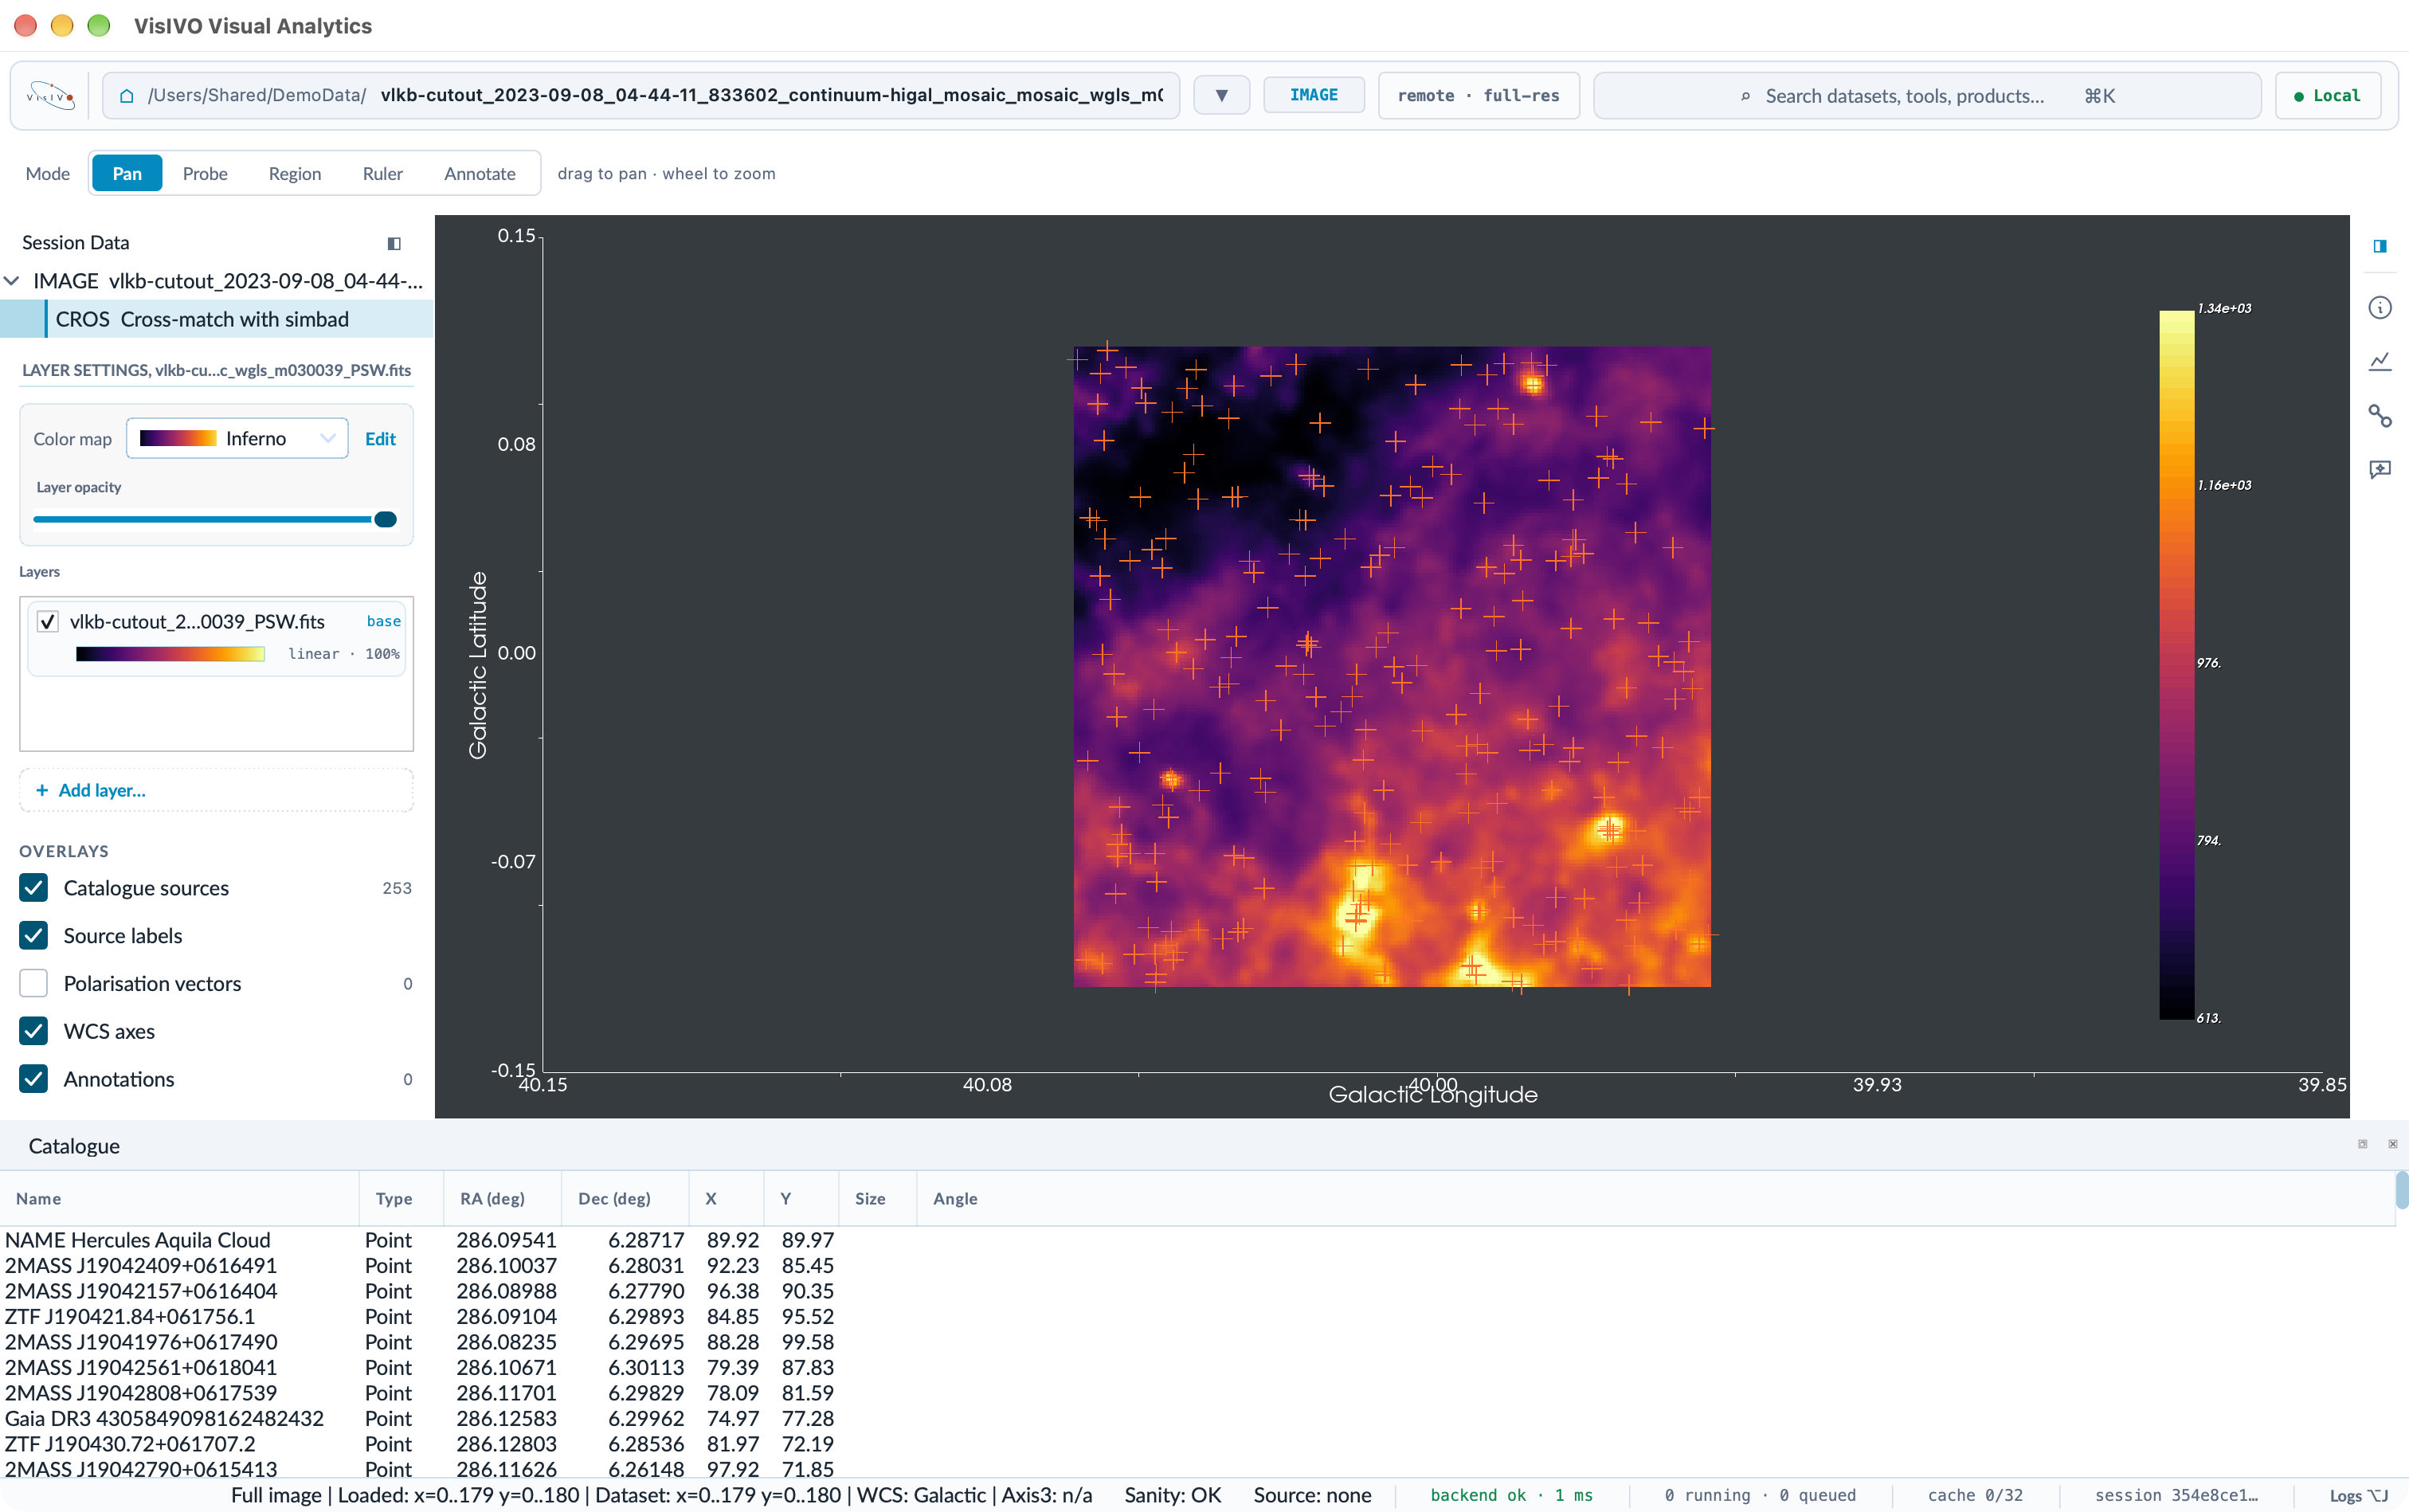 VisIVO Visual Analytics
VisIVO /Users/Shared/DemoData/ vlkb-cutout_2023-09-08_04-44-11_833602_continuum-higal_mosaic_mosaic_wgls_m0 ▼ IMAGE remote · full-res Search datasets, tools, products... ⌘K ● Local
Mode Pan Probe Region Ruler Annotate drag to pan · wheel to zoom
Session Data
IMAGE vlkb-cutout_2023-09-08_04-44-...
CROS Cross-match with simbad
LAYER SETTINGS, vlkb-cu...c_wgls_m030039_PSW.fits
Color map Inferno Edit
Layer opacity
Layers
vlkb-cutout_2...0039_PSW.fits base
linear · 100%
+ Add layer...
OVERLAYS
Catalogue sources 253
Source labels
Polarisation vectors 0
WCS axes
Annotations 0
0.15
0.08
0.00
-0.07
-0.15
Galactic Latitude
40.15 40.08 40.00 39.93 39.85
Galactic Longitude
1.34e+03
1.16e+03
976.
794.
613.
Catalogue
Name Type RA (deg) Dec (deg) X Y Size Angle
NAME Hercules Aquila Cloud Point 286.09541 6.28717 89.92 89.97
2MASS J19042409+0616491 Point 286.10037 6.28031 92.23 85.45
2MASS J19042157+0616404 Point 286.08988 6.27790 96.38 90.35
ZTF J190421.84+061756.1 Point 286.09104 6.29893 84.85 95.52
2MASS J19041976+0617490 Point 286.08235 6.29695 88.28 99.58
2MASS J19042561+0618041 Point 286.10671 6.30113 79.39 87.83
2MASS J19042808+0617539 Point 286.11701 6.29829 78.09 81.59
Gaia DR3 4305849098162482432 Point 286.12583 6.29962 74.97 77.28
ZTF J190430.72+061707.2 Point 286.12803 6.28536 81.97 72.19
2MASS J19042790+0615413 Point 286.11626 6.26148 97.92 71.85
Full image | Loaded: x=0..179 y=0..180 | Dataset: x=0..179 y=0..180 | WCS: Galactic | Axis3: n/a Sanity: OK Source: none backend ok · 1 ms 0 running · 0 queued cache 0/32 session 354e8ce1… Logs ⌥J